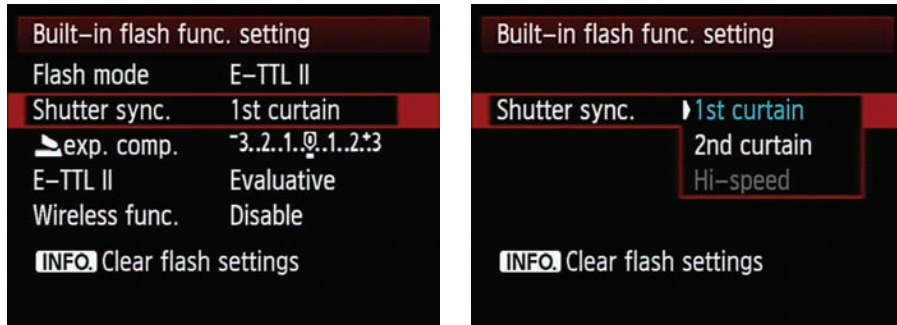 Built–in flash func. setting
Flash mode E–TTL II
Shutter sync. 1st curtain
exp. comp. ⁻3..2..1..0..1..2.⁺3
E–TTL II Evaluative
Wireless func. Disable
INFO. Clear flash settings
Built–in flash func. setting
Shutter sync. 1st curtain
2nd curtain
Hi–speed
INFO. Clear flash settings